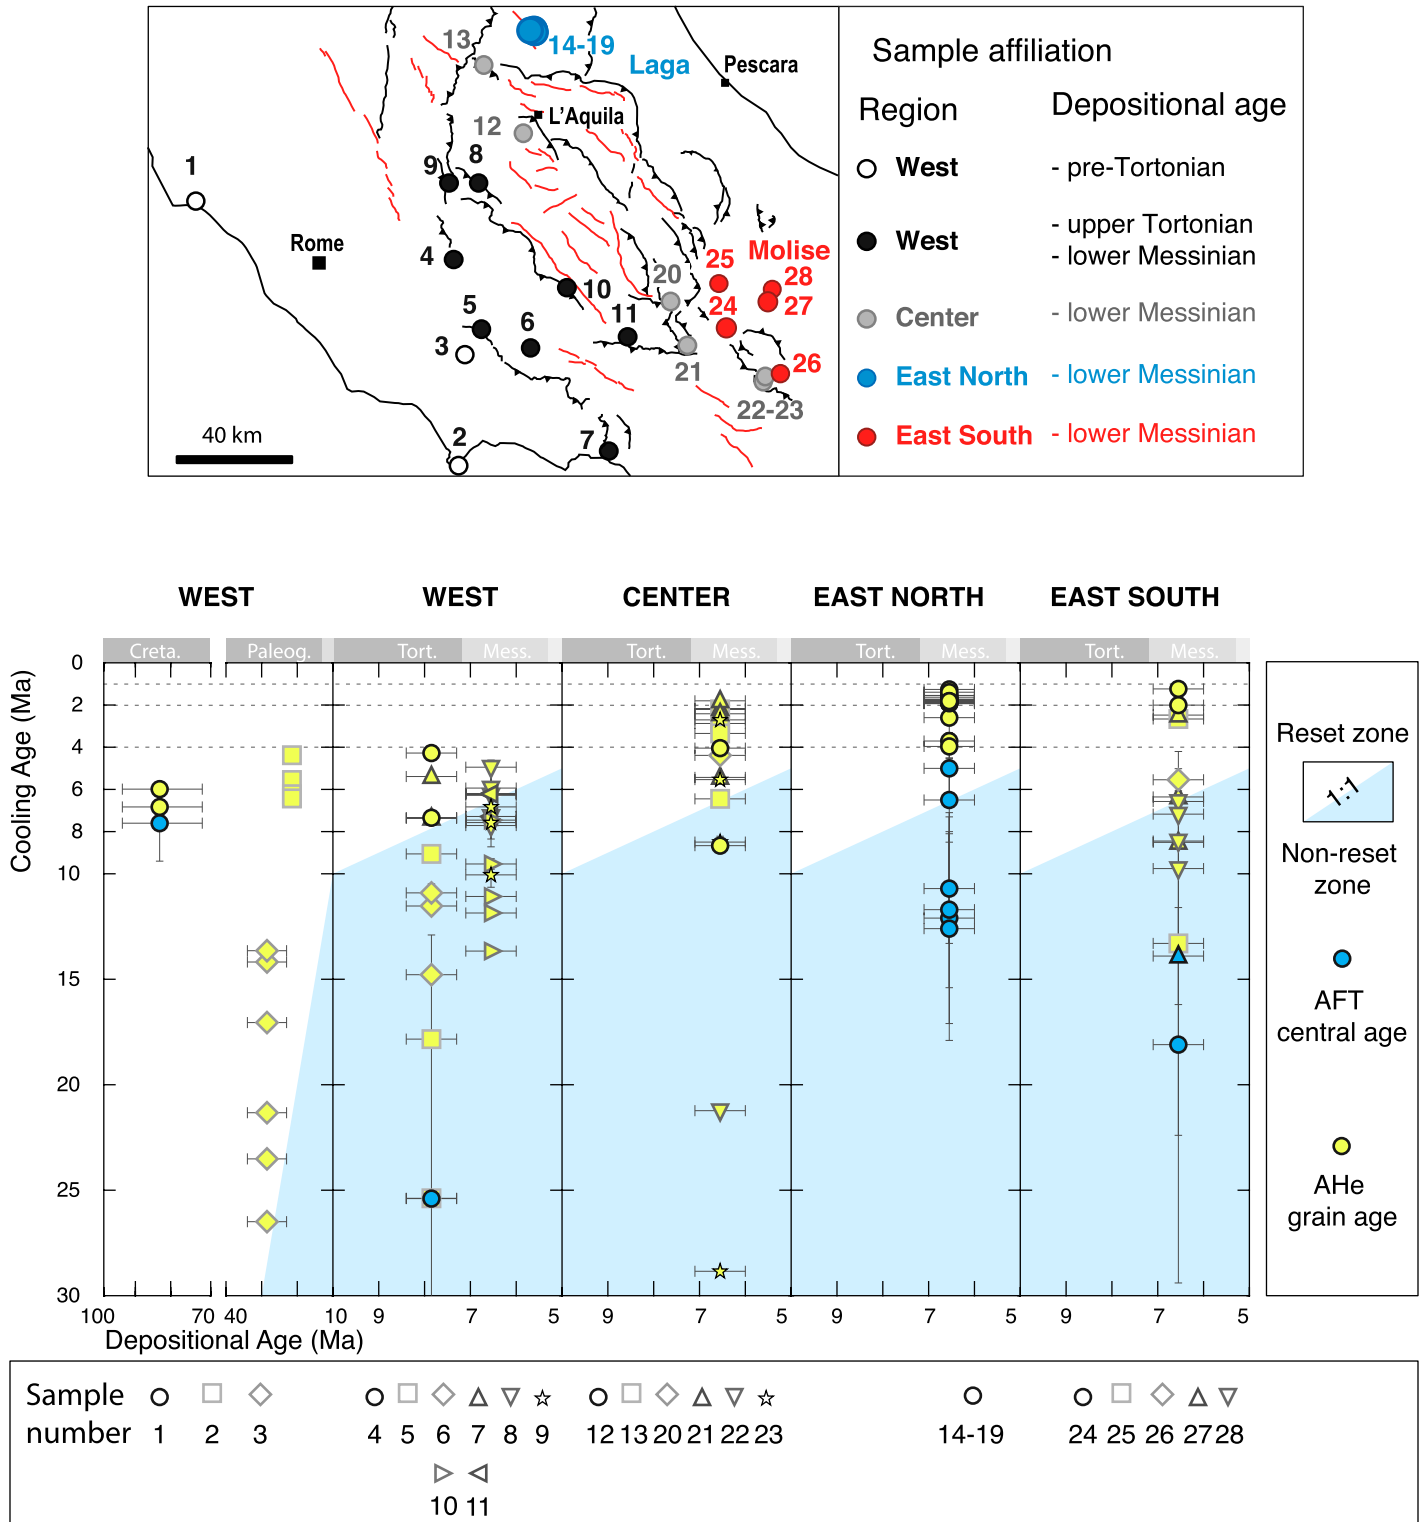 13
14-19
Laga
Pescara
12
L'Aquila
1
9
8
Rome
4
Molise
25
28
20
10
27
24
5
6
11
3
21
26
22-23
40 km
2
7
Sample affiliation
Region
Depositional age
West
- pre-Tortonian
West
- upper Tortonian
- lower Messinian
Center
- lower Messinian
East North
- lower Messinian
East South
- lower Messinian
WEST
WEST
CENTER
EAST NORTH
EAST SOUTH
Creta.
Paleog.
Tort.
Mess.
Tort.
Mess.
Tort.
Mess.
Tort.
Mess.
Cooling Age (Ma)
0
2
4
6
8
10
15
20
25
30
100
70
40
10
9
7
5
9
7
5
9
7
5
9
7
5
Depositional Age (Ma)
Reset zone
1:1
Non-reset
zone
AFT
central age
AHe
grain age
Sample
number
1
2
3
4
5
6
7
8
9
12
13
20
21
22
23
14-19
24
25
26
27
28
10
11